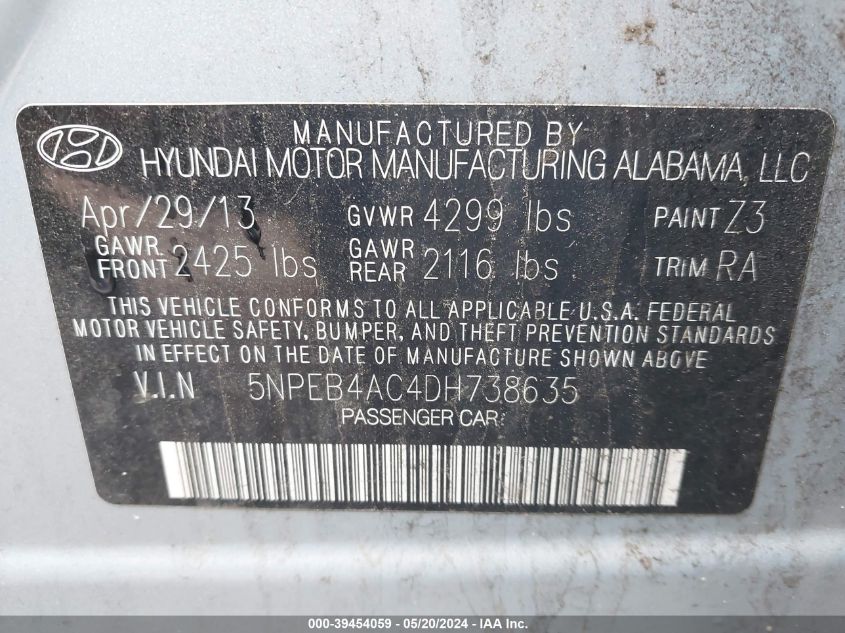 MANUFACTURED BY
HYUNDAI MOTOR MANUFACTURING ALABAMA, LLC
Apr/29/13 GVWR 4299 lbs PAINT Z3
GAWR FRONT 2425 lbs GAWR REAR 2116 lbs TRIM RA
THIS VEHICLE CONFORMS TO ALL APPLICABLE U.S.A. FEDERAL
MOTOR VEHICLE SAFETY, BUMPER, AND THEFT PREVENTION STANDARDS
IN EFFECT ON THE DATE OF MANUFACTURE SHOWN ABOVE
V.I.N 5NPEB4AC4DH738635
PASSENGER CAR
000-39454059 - 05/20/2024 - IAA Inc.